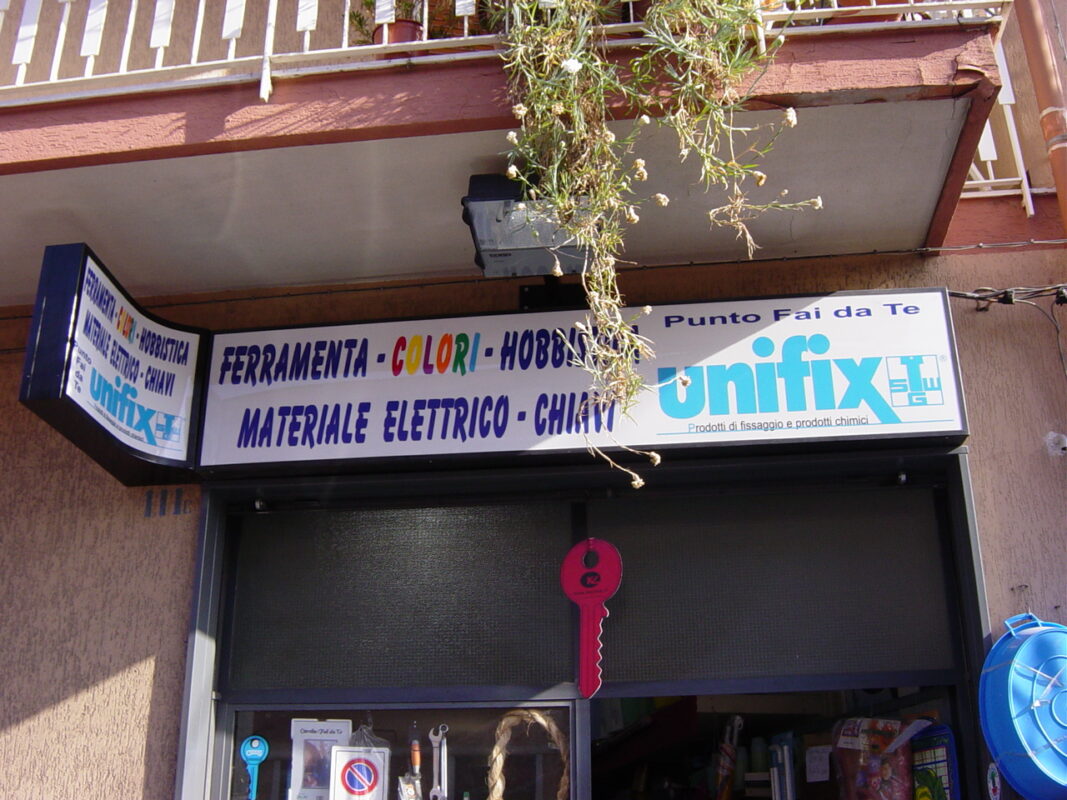 FERRAMENTA - COLORI - HOBBISTICA
MATERIALE ELETTRICO - CHIAVI
Punto Fai da Te
unifix
Prodotti di fissaggio e prodotti chimici
FERRAMENTA - COLORI - HOBBISTICA
MATERIALE ELETTRICO - CHIAVI
Punto
Fai
da
Te
unifix
111